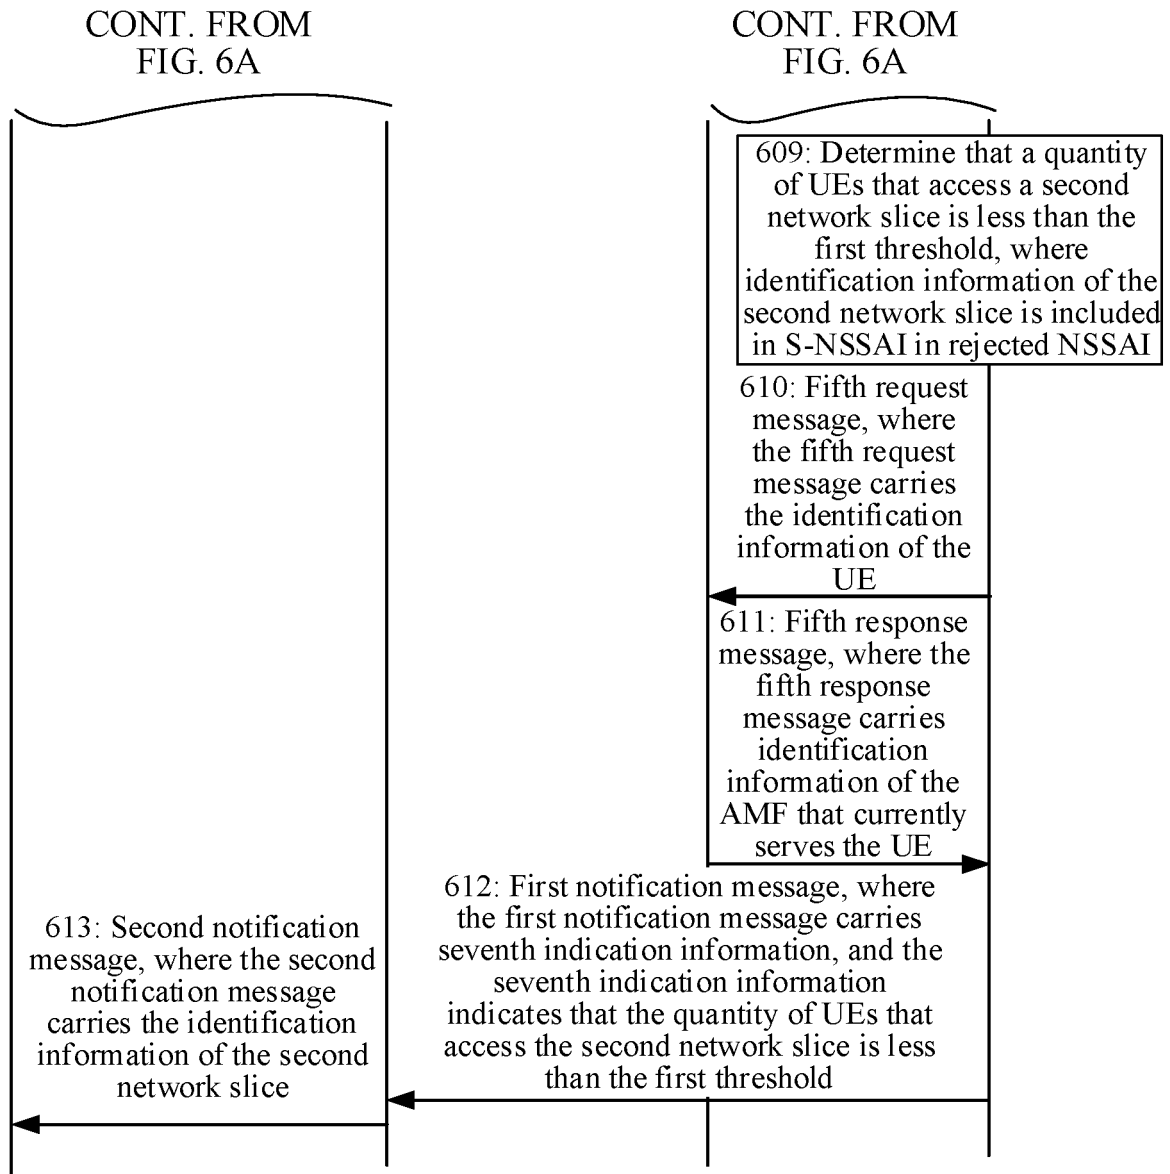 CONT. FROM
FIG. 6A
CONT. FROM
FIG. 6A
609: Determine that a quantity
of UEs that access a second
network slice is less than the
first threshold, where
identification information of the
second network slice is included
in S-NSSAI in rejected NSSAI
610: Fifth request
message, where
the fifth request
message carries
the identification
information of the
UE
611: Fifth response
message, where the
fifth response
message carries
identification
information of the
AMF that currently
serves the UE
612: First notification message, where
the first notification message carries
seventh indication information, and the
seventh indication information
indicates that the quantity of UEs that
access the second network slice is less
than the first threshold
613: Second notification
message, where the second
notification message
carries the identification
information of the second
network slice